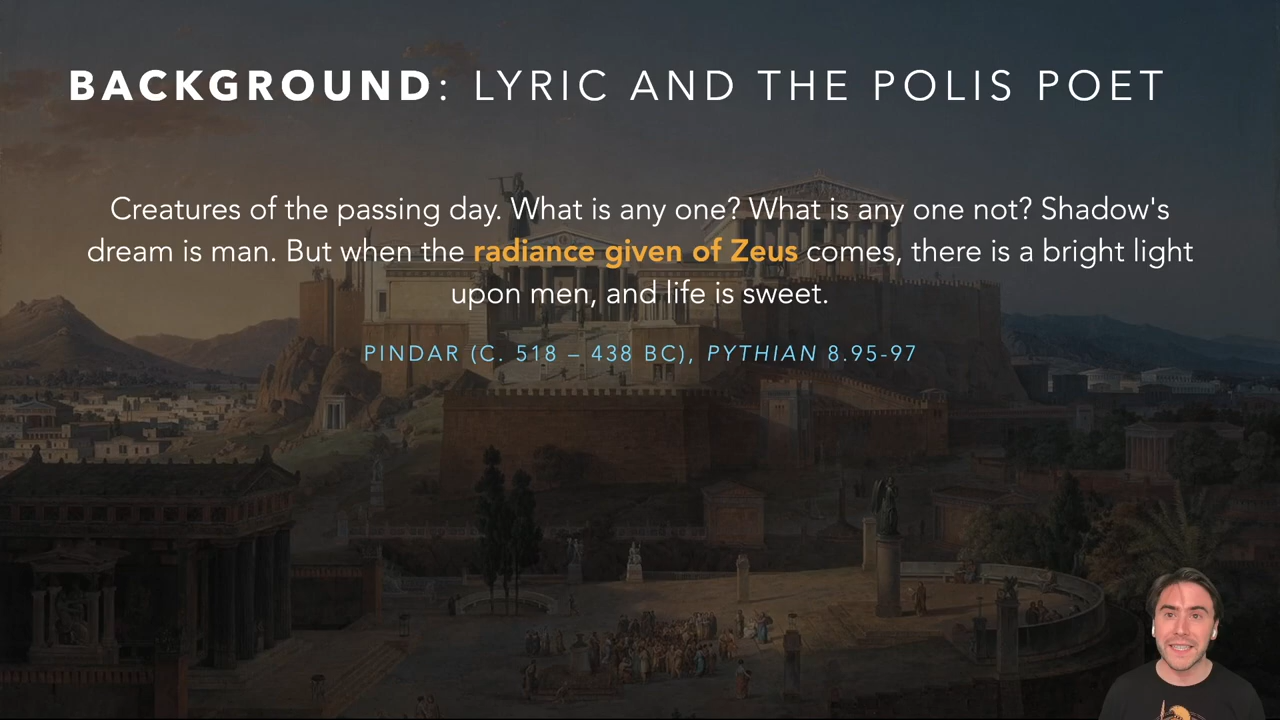 BACKGROUND: LYRIC AND THE POLIS POET
Creatures of the passing day. What is any one? What is any one not? Shadow's
dream is man. But when the radiance given of Zeus comes, there is a bright light
upon men, and life is sweet.
PINDAR (C. 518 – 438 BC), PYTHIAN 8.95-97